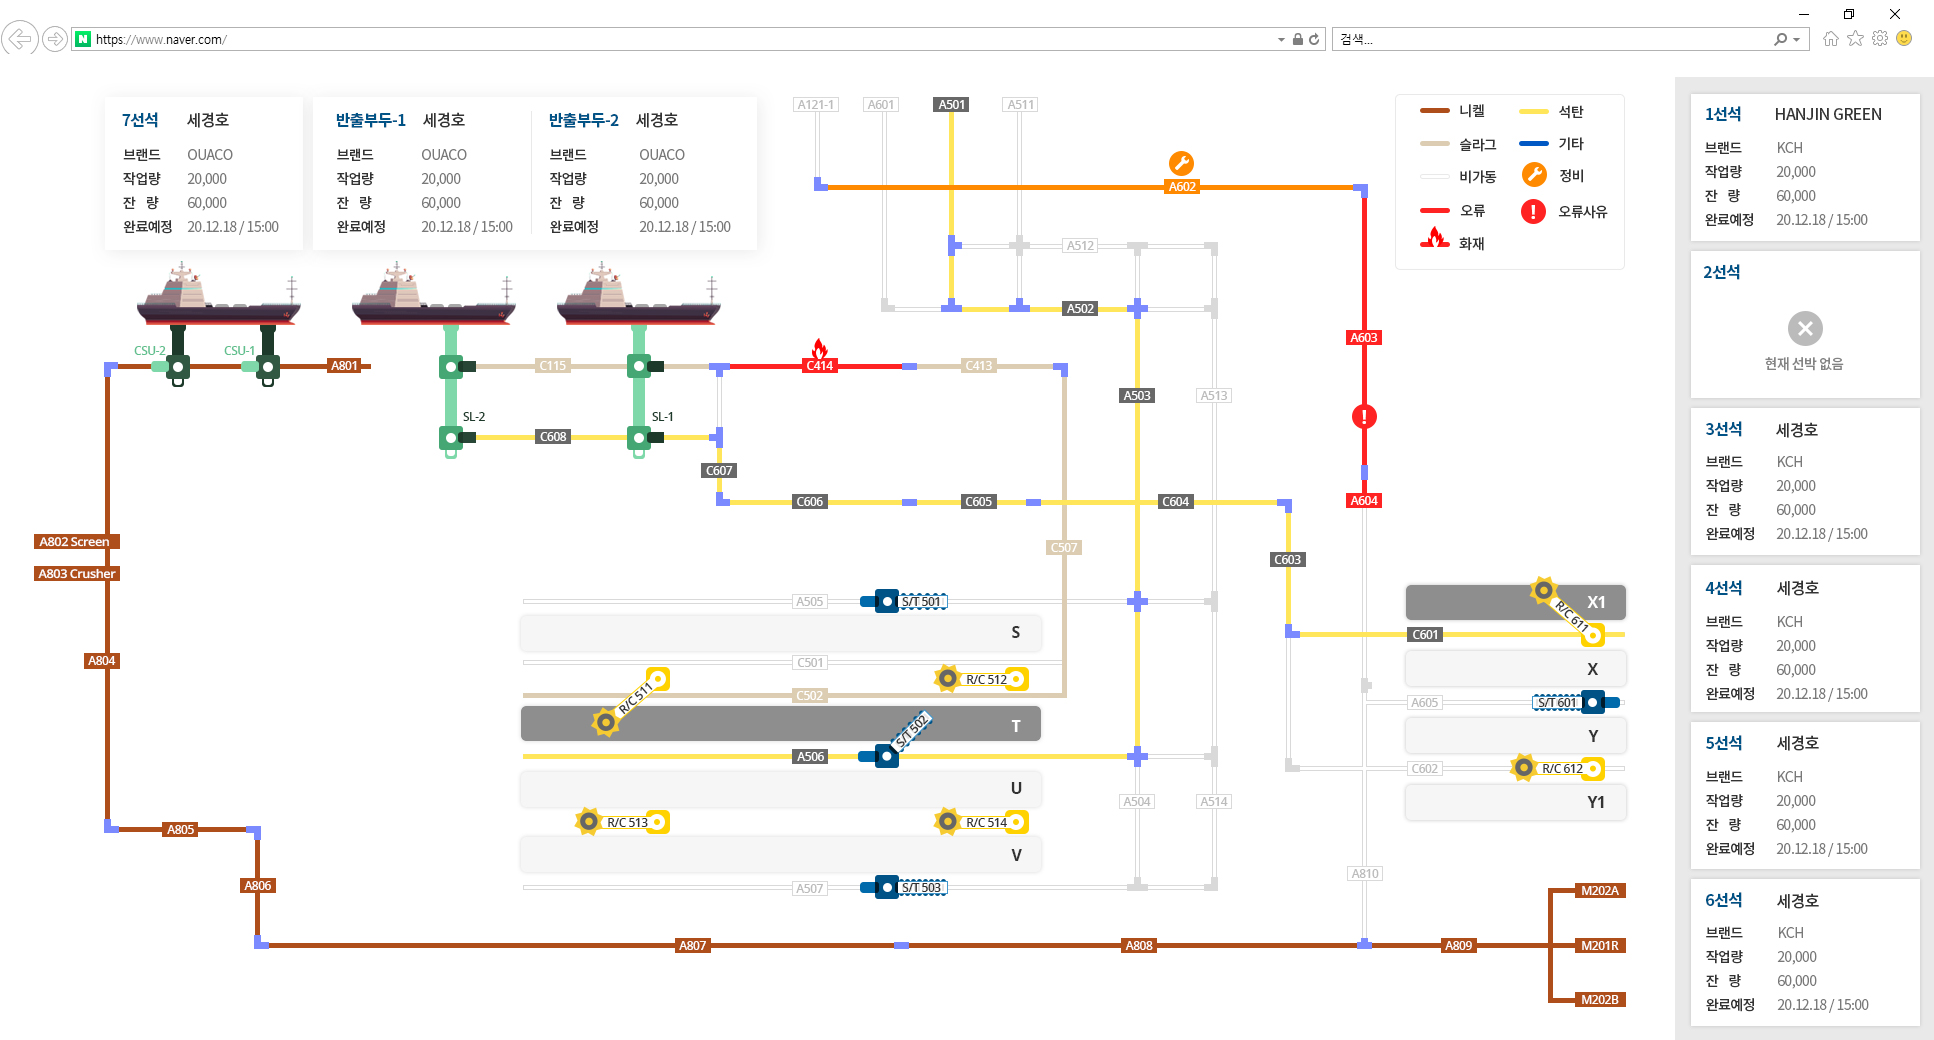 https://www.naver.com/
검색...
7선석 세경호
브랜드 OUACO
작업량 20,000
잔 량 60,000
완료예정 20.12.18 / 15:00
반출부두-1 세경호
브랜드 OUACO
작업량 20,000
잔 량 60,000
완료예정 20.12.18 / 15:00
반출부두-2 세경호
브랜드 OUACO
작업량 20,000
잔 량 60,000
완료예정 20.12.18 / 15:00
A121-1
A601
A501
A511
니켈
석탄
슬라그
기타
비가동
정비
오류
오류사유
화재
A602
A512
A502
A603
CSU-2
CSU-1
A801
C115
C414
C413
A503
A513
SL-2
SL-1
C608
C607
C606
C605
C604
A604
A802 Screen
A803 Crusher
C507
C603
A505
S/T 501
S
C501
R/C 511
R/C 512
C502
T
A506
S/T 502
U
R/C 513
R/C 514
V
A507
S/T 503
A504
A514
X1
R/C 611
C601
X
A605
S/T 601
Y
C602
R/C 612
Y1
A804
A805
A806
A810
A807
A808
A809
M202A
M201R
M202B
1선석 HANJIN GREEN
브랜드 KCH
작업량 20,000
잔 량 60,000
완료예정 20.12.18 / 15:00
2선석
현재 선박 없음
3선석 세경호
브랜드 KCH
작업량 20,000
잔 량 60,000
완료예정 20.12.18 / 15:00
4선석 세경호
브랜드 KCH
작업량 20,000
잔 량 60,000
완료예정 20.12.18 / 15:00
5선석 세경호
브랜드 KCH
작업량 20,000
잔 량 60,000
완료예정 20.12.18 / 15:00
6선석 세경호
브랜드 KCH
작업량 20,000
잔 량 60,000
완료예정 20.12.18 / 15:00